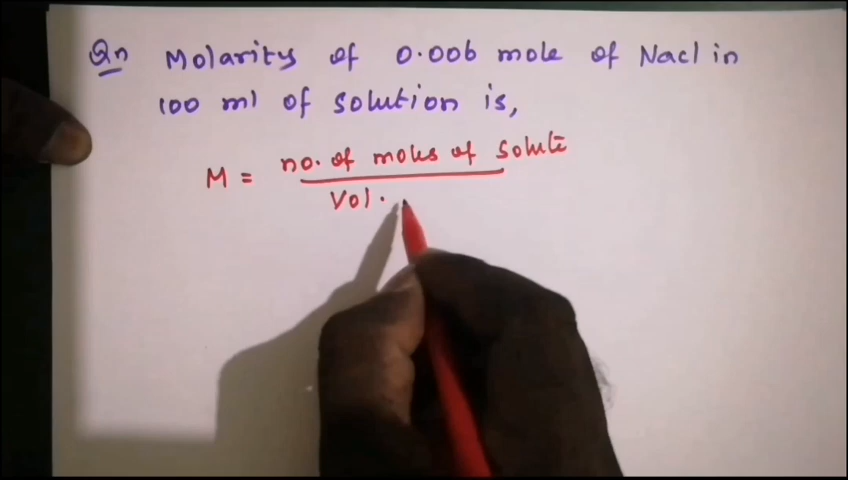 Qn Molarity of 0.006 mole of Nacl in
100 ml of solution is,
M = no. of moles of solute
Vol.